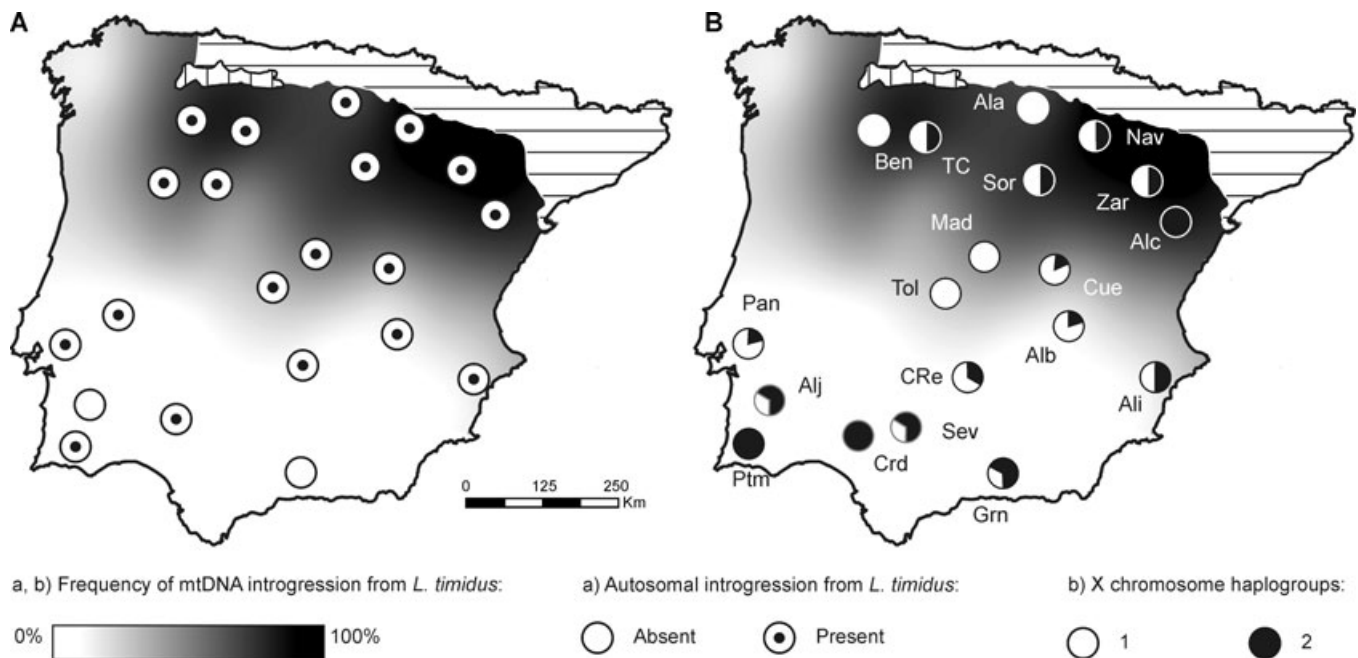 A
B
Ala
Nav
Ben
TC
Sor
Zar
Mad
Alc
Tol
Cue
Pan
Alb
Alj
CRe
Ali
Sev
Crd
Ptm
Grn
0 125 250
Km
a, b) Frequency of mtDNA introgression from L. timidus:
0% 100%
a) Autosomal introgression from L. timidus:
Absent Present
b) X chromosome haplogroups:
1 2